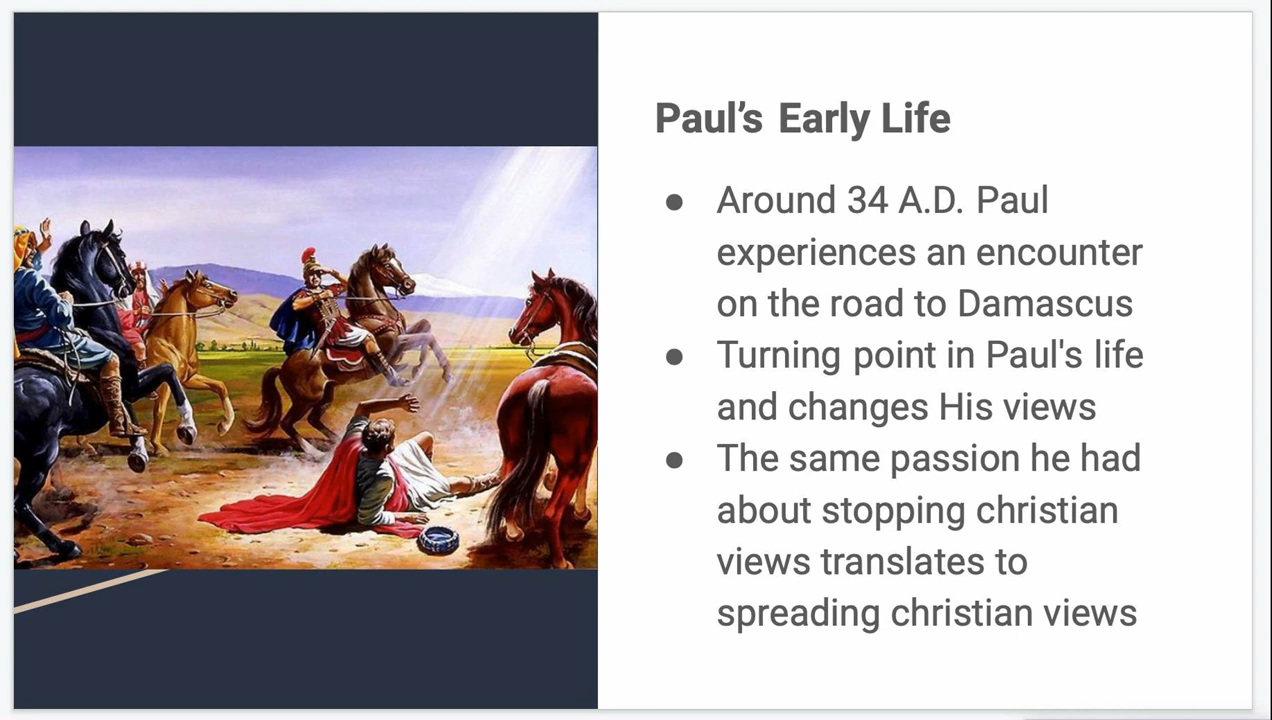 Paul’s Early Life
● Around 34 A.D. Paul
experiences an encounter
on the road to Damascus
● Turning point in Paul's life
and changes His views
● The same passion he had
about stopping christian
views translates to
spreading christian views